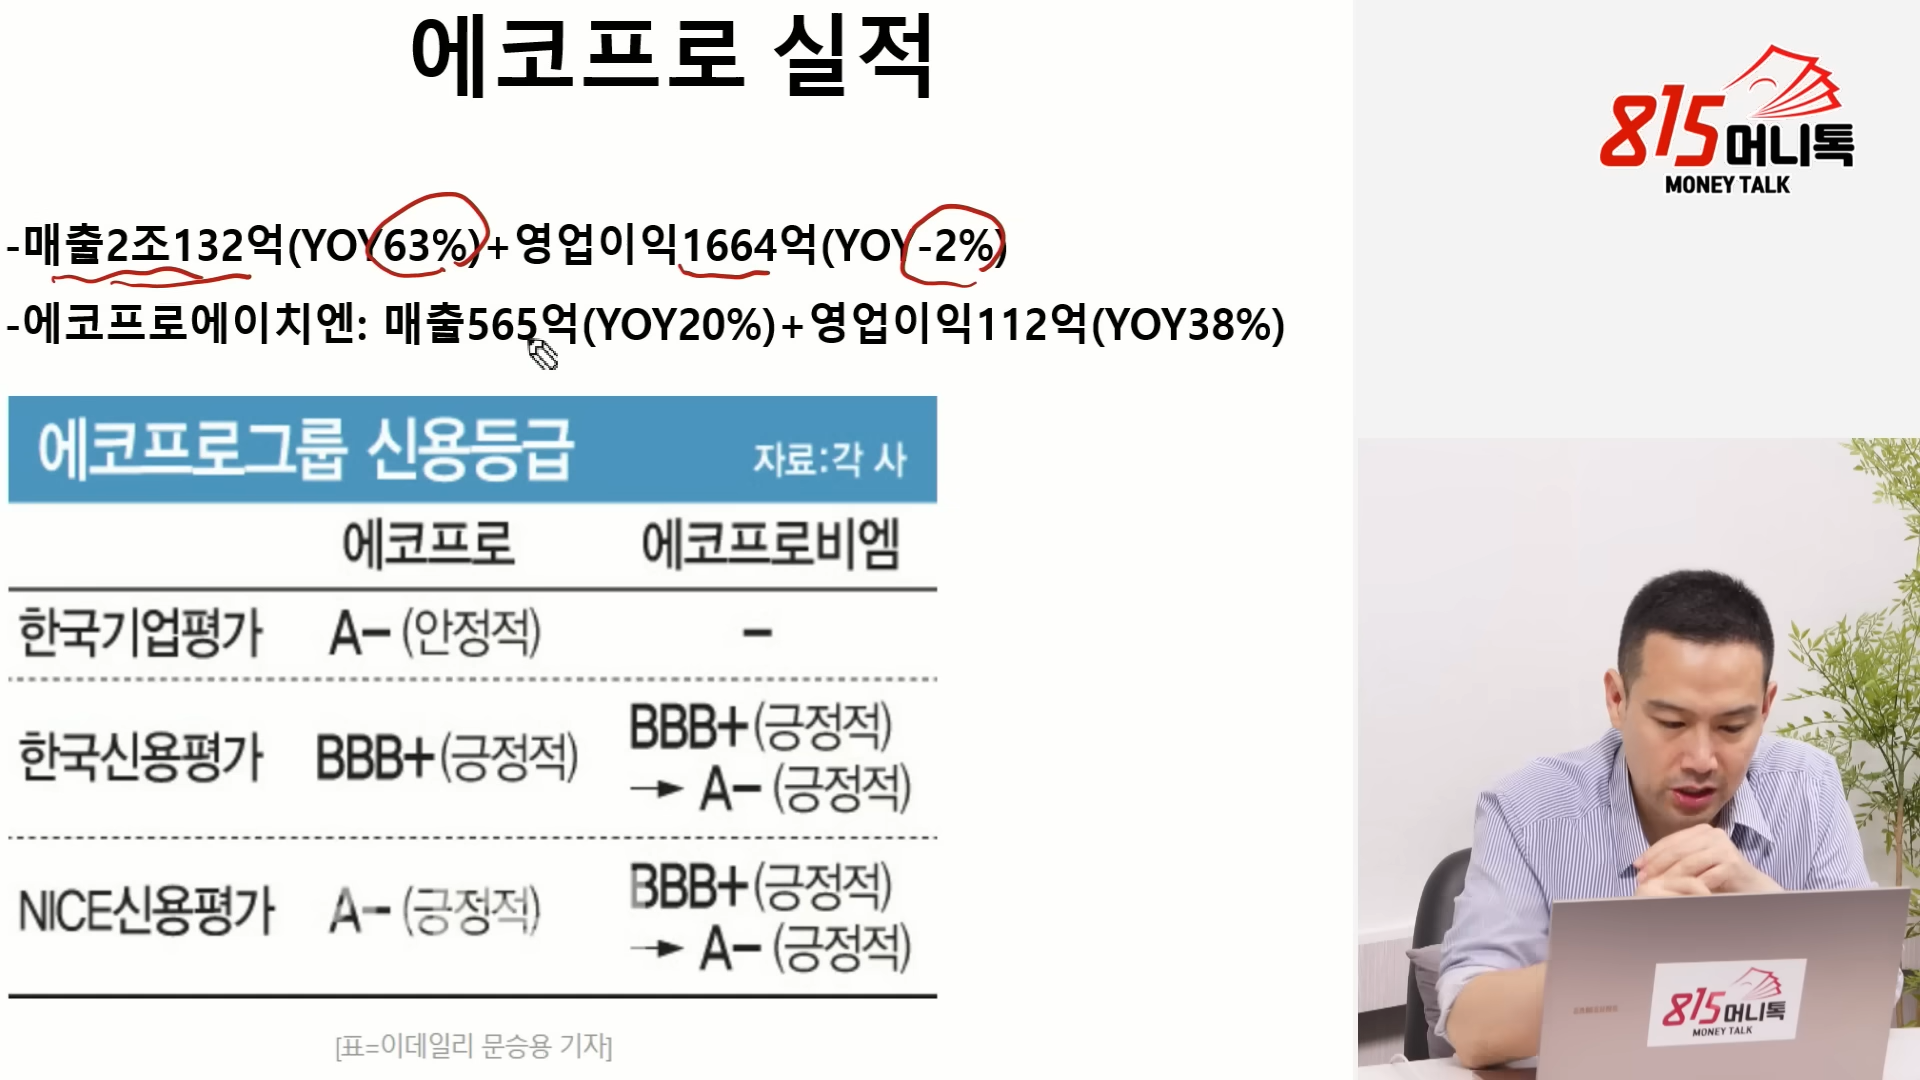 에코프로 실적
815머니톡
MONEY TALK
-매출2조132억(YOY63%)+영업이익1664억(YOY-2%)
-에코프로에이치엔: 매출565억(YOY20%)+영업이익112억(YOY38%)
에코프로그룹 신용등급 자료:각 사
에코프로 에코프로비엠
한국기업평가 A- (안정적) -
한국신용평가 BBB+(긍정적) BBB+(긍정적)
→ A- (긍정적)
NICE신용평가 A- (긍정적) BBB+(긍정적)
→ A- (긍정적)
[표=이데일리 문승용 기자]
SAMSUNG
815머니톡
MONEY TALK